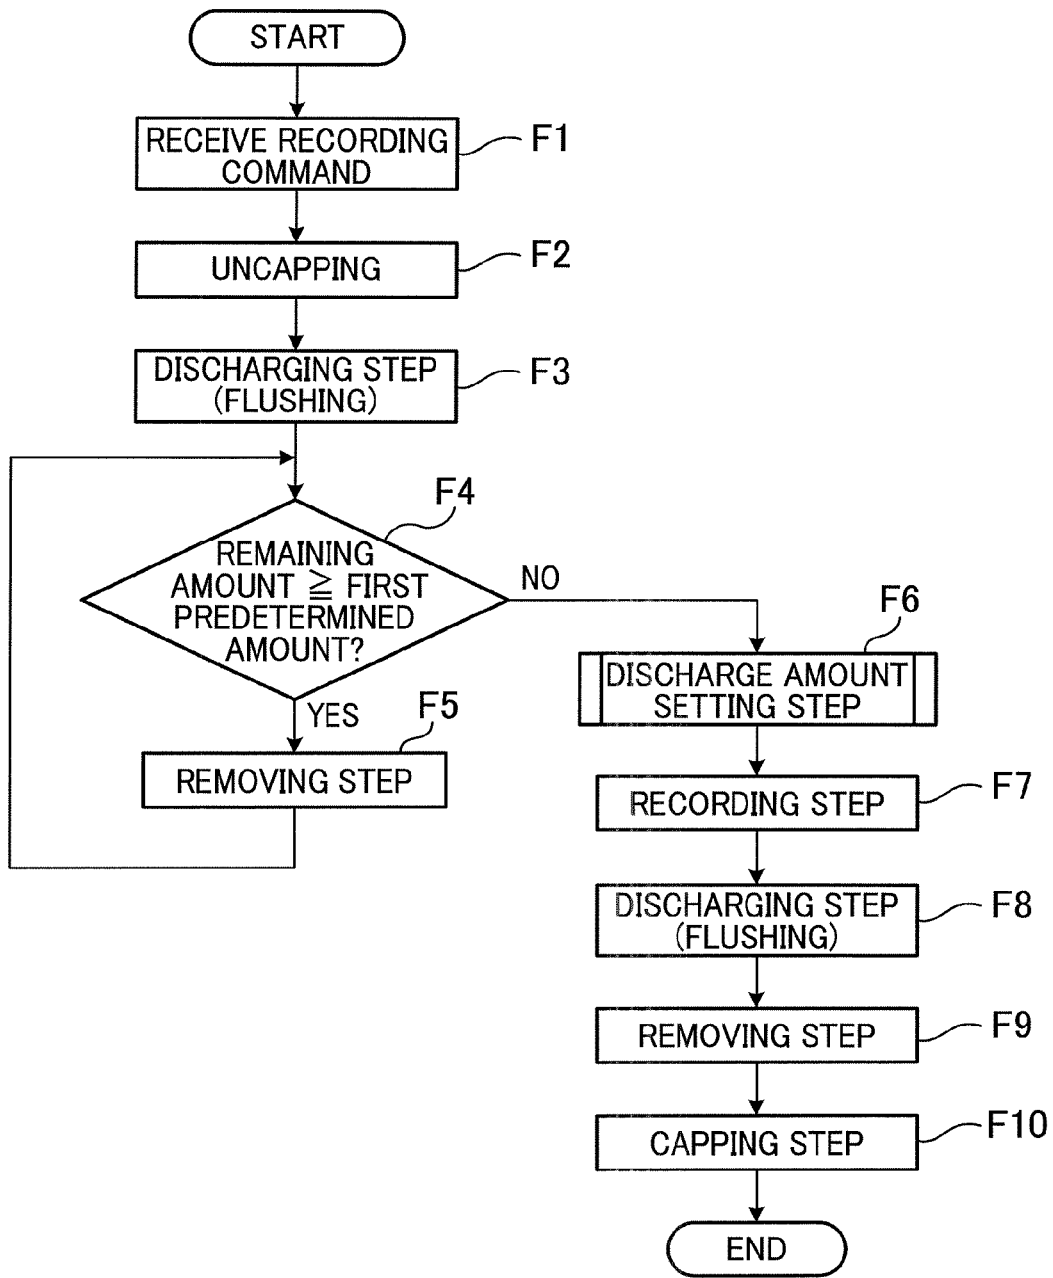 START
RECEIVE RECORDING
COMMAND
F1
UNCAPPING
F2
DISCHARGING STEP
(FLUSHING)
F3
F4
REMAINING
AMOUNT ≧ FIRST
PREDETERMINED
AMOUNT?
NO
YES
F5
REMOVING STEP
F6
DISCHARGE AMOUNT
SETTING STEP
RECORDING STEP
F7
DISCHARGING STEP
(FLUSHING)
F8
REMOVING STEP
F9
CAPPING STEP
F10
END